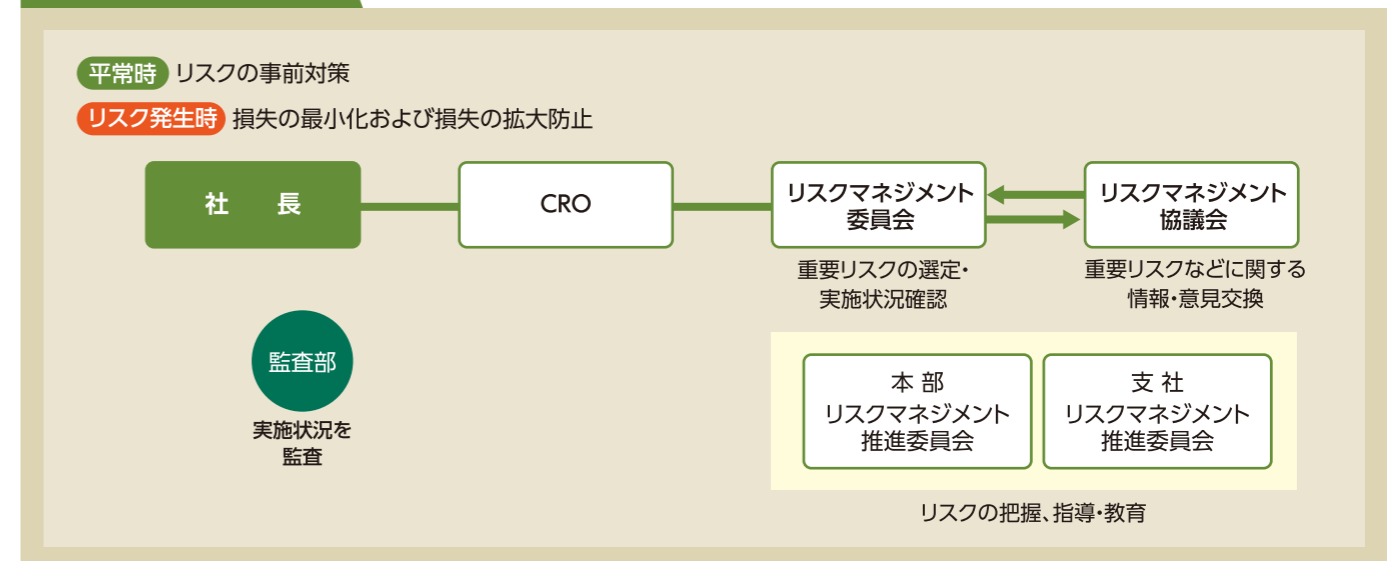 平常時 リスクの事前対策
リスク発生時 損失の最小化および損失の拡大防止
社 長
CRO
リスクマネジメント
委員会
リスクマネジメント
協議会
重要リスクの選定・
実施状況確認
重要リスクなどに関する
情報・意見交換
監査部
実施状況を
監査
本 部
リスクマネジメント
推進委員会
支 社
リスクマネジメント
推進委員会
リスクの把握、指導・教育